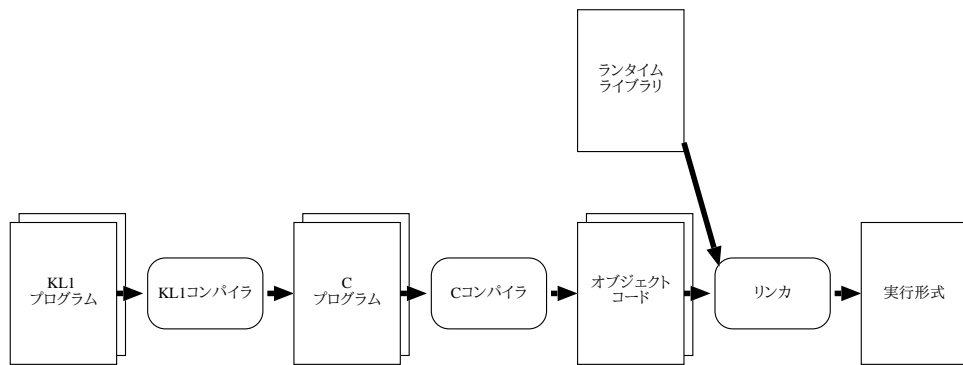 ランタイム
ライブラリ
KL1
プログラム
KL1コンパイラ
C
プログラム
Cコンパイラ
オブジェクト
コード
リンカ
実行形式